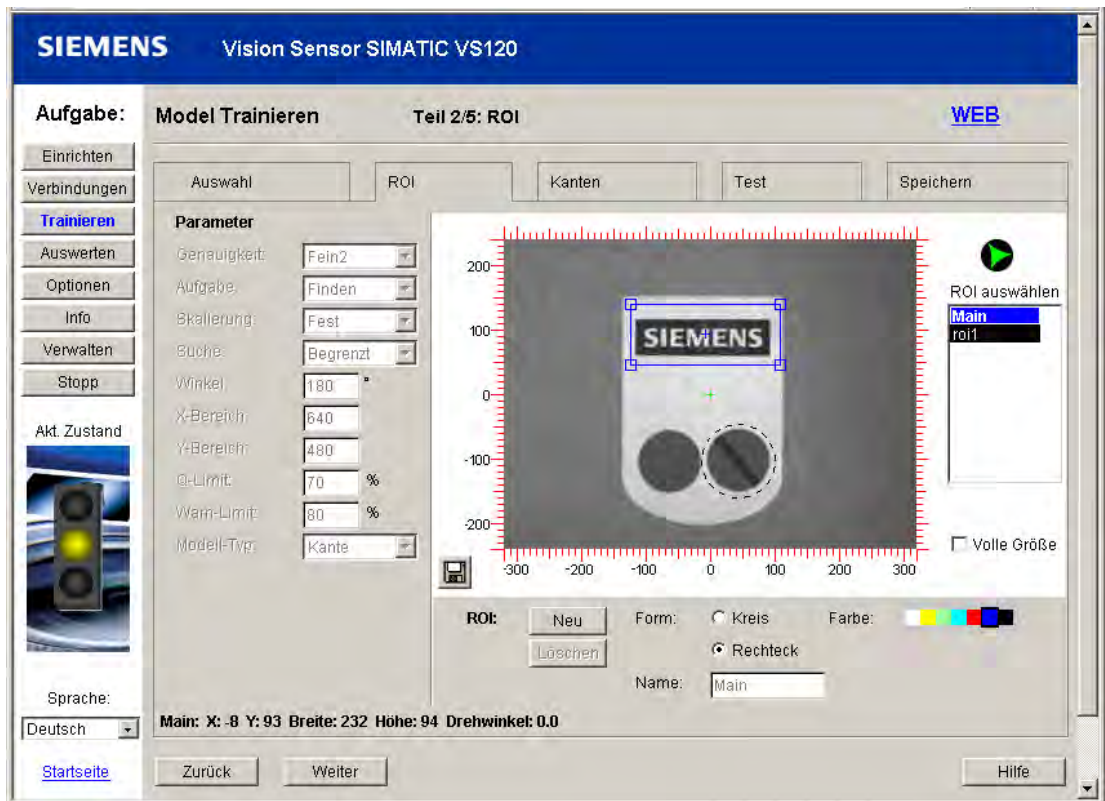 SIEMENS Vision Sensor SIMATIC VS120
Aufgabe:
Model Trainieren Teil 2/5: ROI WEB
Einrichten
Verbindungen
Trainieren
Auswerten
Optionen
Info
Verwalten
Stopp
Akt. Zustand
Sprache:
Deutsch
Startseite
Auswahl ROI Kanten Test Speichern
Parameter
Genauigkeit: Fein2
Aufgabe: Finden
Skalierung: Fest
Suche: Begrenzt
Winkel: 180 °
X-Bereich: 640
Y-Bereich: 480
Q-Limit: 70 %
Warn-Limit: 80 %
Modell-Typ: Kante
200
100
0
-100
-200
-300 -200 -100 0 100 200 300
SIEMENS
ROI auswählen
Main
roi1
Volle Größe
ROI: Neu Form: Kreis Farbe:
Löschen Rechteck
Name: Main
Main: X: -8 Y: 93 Breite: 232 Höhe: 94 Drehwinkel: 0.0
Zurück Weiter Hilfe